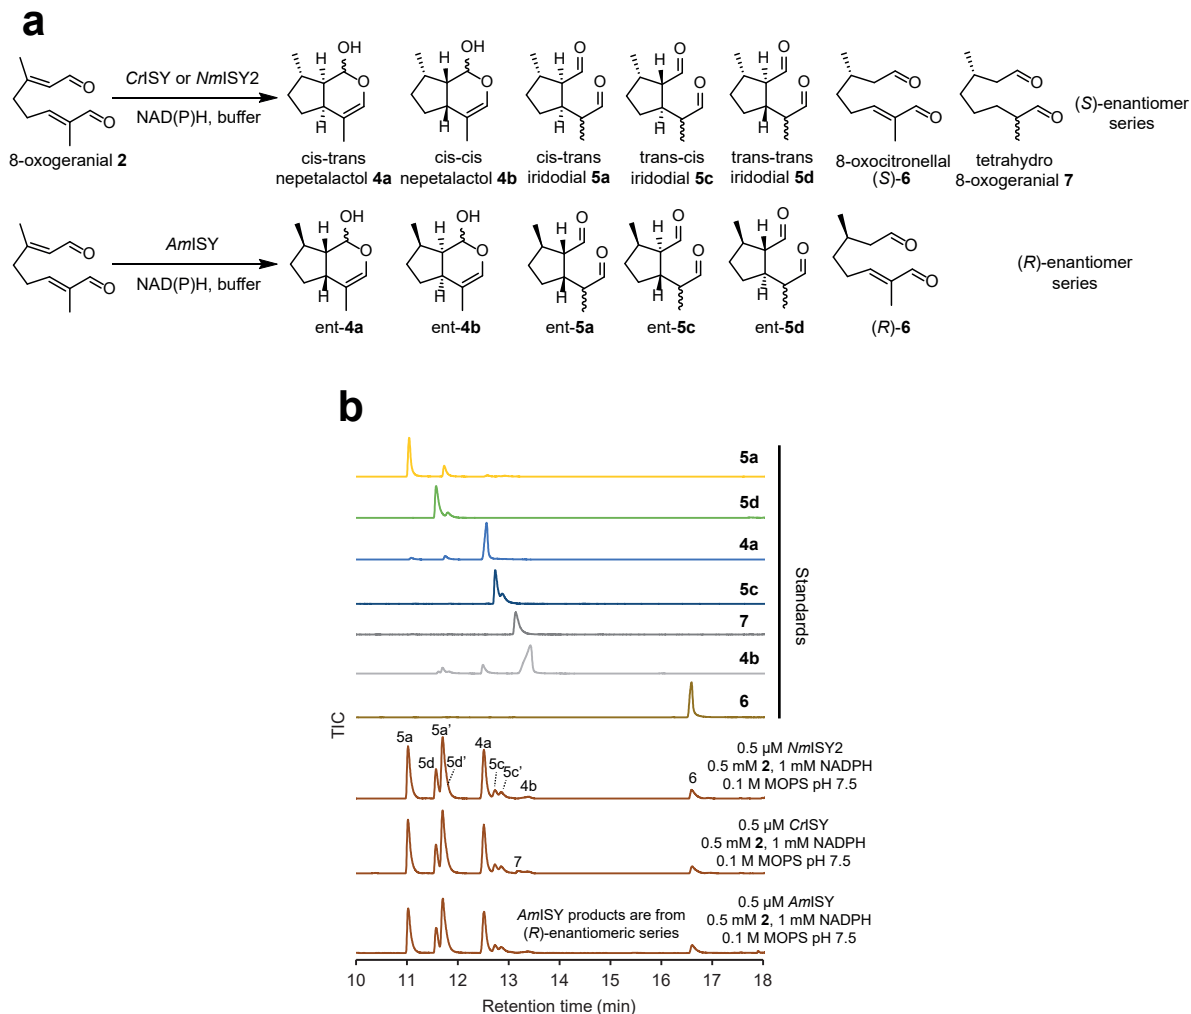 a
O
O
8-oxogeranial 2
CrISY or NmISY2
NAD(P)H, buffer
H
OH
O
H
cis-trans
nepetalactol 4a
H
OH
O
H
cis-cis
nepetalactol 4b
H
O
O
H
cis-trans
iridodial 5a
H
O
O
H
trans-cis
iridodial 5c
H
O
O
H
trans-trans
iridodial 5d
O
O
8-oxocitronellal
(S)-6
O
O
tetrahydro
8-oxogeranial 7
(S)-enantiomer
series
O
O
AmISY
NAD(P)H, buffer
H
OH
O
H
ent-4a
H
OH
O
H
ent-4b
H
O
O
H
ent-5a
H
O
O
H
ent-5c
H
O
O
H
ent-5d
O
O
(R)-6
(R)-enantiomer
series
b
5a
5d
4a
5c
7
4b
6
Standards
TIC
5a
5d
5a’
5d’
4a
5c
5c’
4b
6
0.5 µM NmISY2
0.5 mM 2, 1 mM NADPH
0.1 M MOPS pH 7.5
7
0.5 µM CrISY
0.5 mM 2, 1 mM NADPH
0.1 M MOPS pH 7.5
AmISY products are from
(R)-enantiomeric series
0.5 µM AmISY
0.5 mM 2, 1 mM NADPH
0.1 M MOPS pH 7.5
10 11 12 13 14 15 16 17 18
Retention time (min)